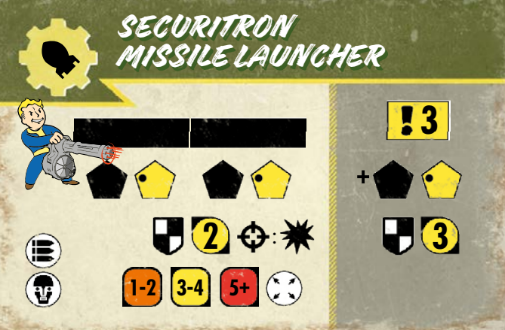 SECURITRON
MISSILE LAUNCHER
! 3
+
2 :
3
1-2 3-4 5+